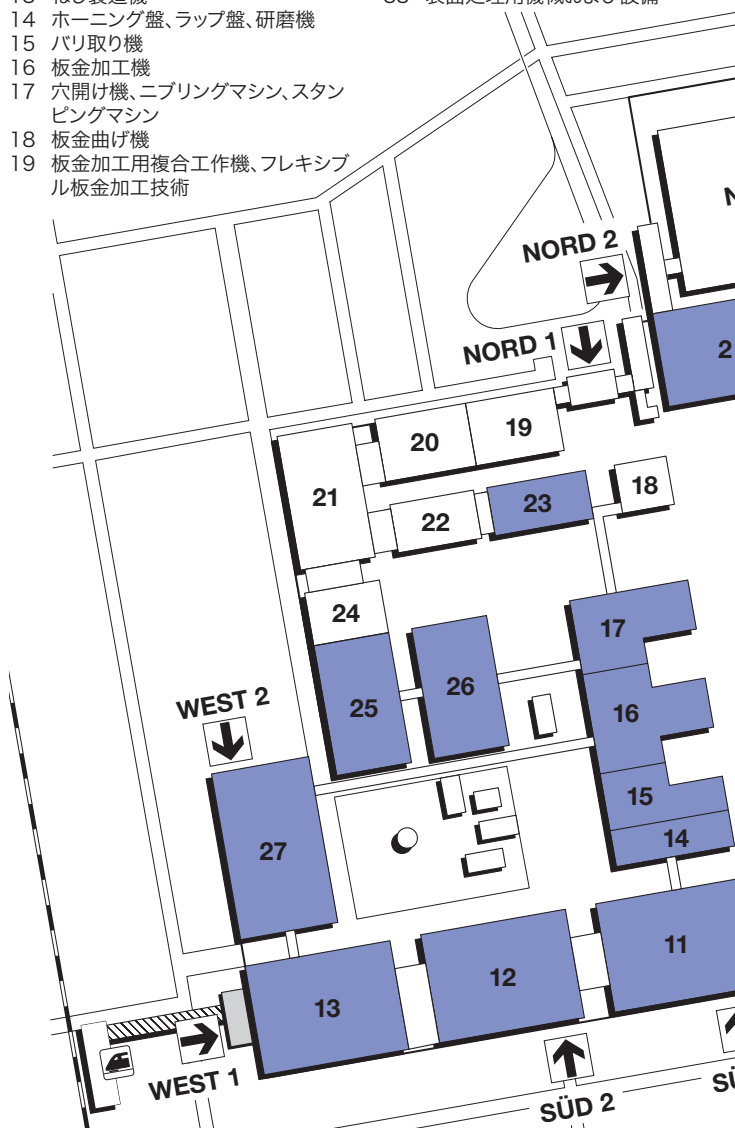 14 ホーニング盤、ラップ盤、研磨機
15 バリ取り機
16 板金加工機
17 穴開け機、ニブリングマシン、スタン
ピングマシン
18 板金曲げ機
19 板金加工用複合工作機、フレキシブ
ル板金加工技術
NORD 2
NORD 1
2
19
20
21
18
23
22
24
17
26
25
16
WEST 2
15
14
27
11
12
13
WEST 1
SÜD 2
SÜ